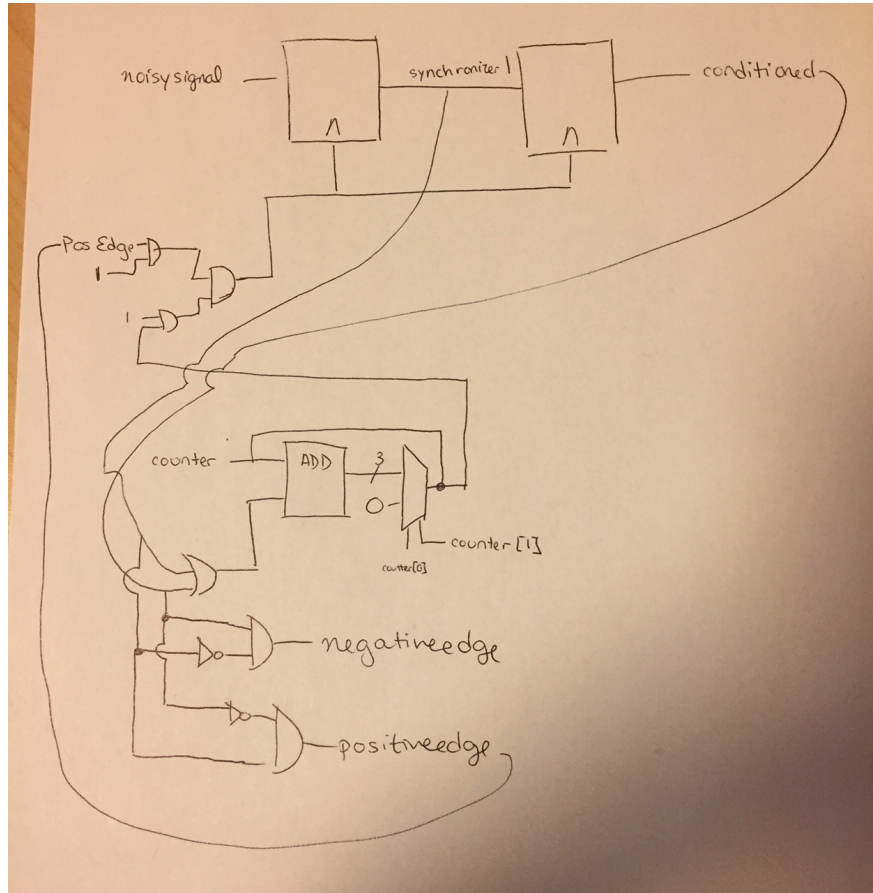 noisysignal
synchronizer1
conditioned
Pos Edge
1
1
counter
ADD
3
0
counter[1]
counter[0]
negativeedge
positiveedge